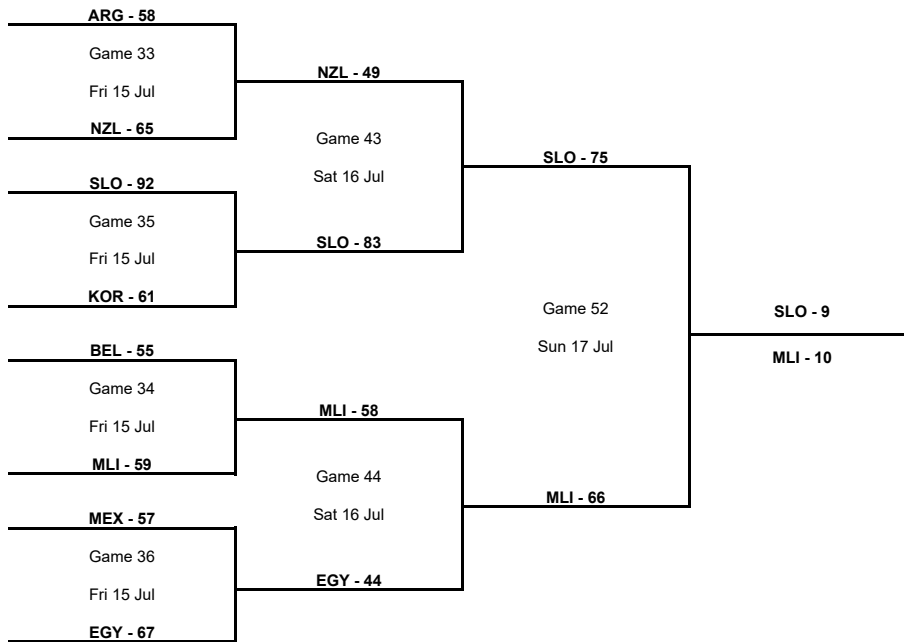 ARG - 58
Game 33
Fri 15 Jul
NZL - 65
SLO - 92
Game 35
Fri 15 Jul
KOR - 61
BEL - 55
Game 34
Fri 15 Jul
MLI - 59
MEX - 57
Game 36
Fri 15 Jul
EGY - 67
NZL - 49
Game 43
Sat 16 Jul
SLO - 83
MLI - 58
Game 44
Sat 16 Jul
EGY - 44
SLO - 75
Game 52
Sun 17 Jul
MLI - 66
SLO - 9
MLI - 10